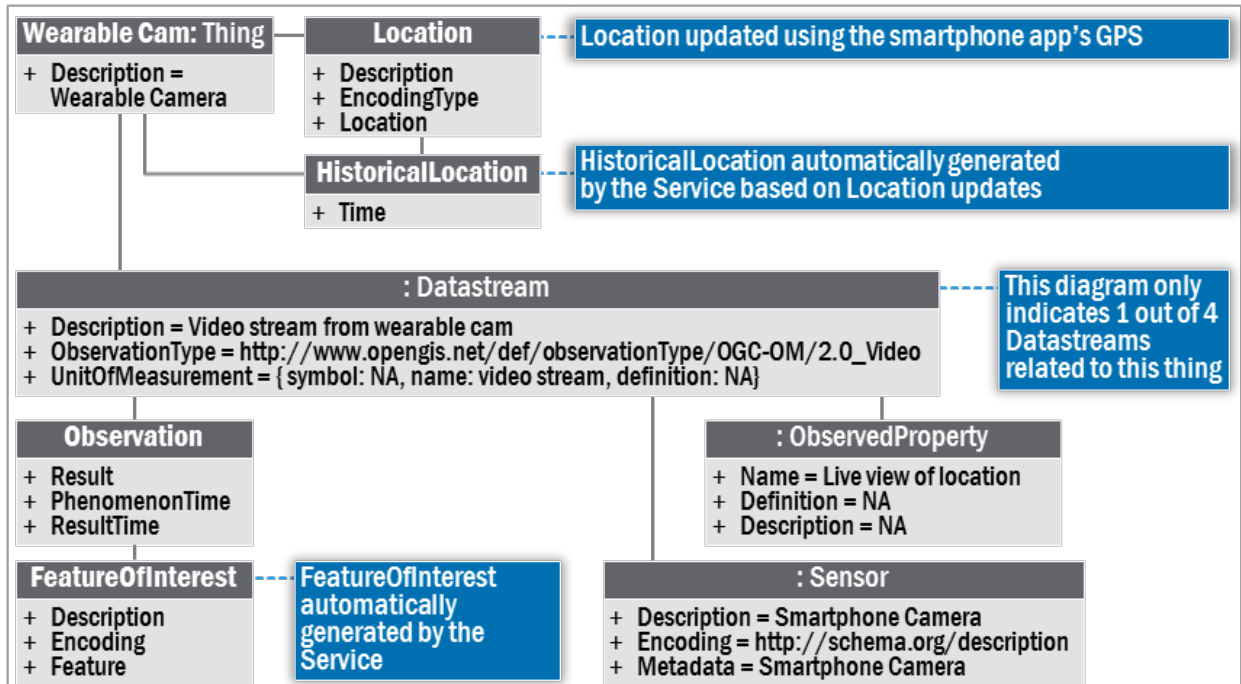 Wearable Cam: Thing
+ Description =
Wearable Camera
Location
+ Description
+ EncodingType
+ Location
Location updated using the smartphone app's GPS
HistoricalLocation
+ Time
HistoricalLocation automatically generated
by the Service based on Location updates
: Datastream
+ Description = Video stream from wearable cam
+ ObservationType = http://www.opengis.net/def/observationType/OGC-OM/2.0_Video
+ UnitOfMeasurement = { symbol: NA, name: video stream, definition: NA}
This diagram only
indicates 1 out of 4
Datastreams
related to this thing
Observation
+ Result
+ PhenomenonTime
+ ResultTime
: ObservedProperty
+ Name = Live view of location
+ Definition = NA
+ Description = NA
FeatureOfInterest
+ Description
+ Encoding
+ Feature
FeatureOfInterest
automatically
generated by the
Service
: Sensor
+ Description = Smartphone Camera
+ Encoding = http://schema.org/description
+ Metadata = Smartphone Camera